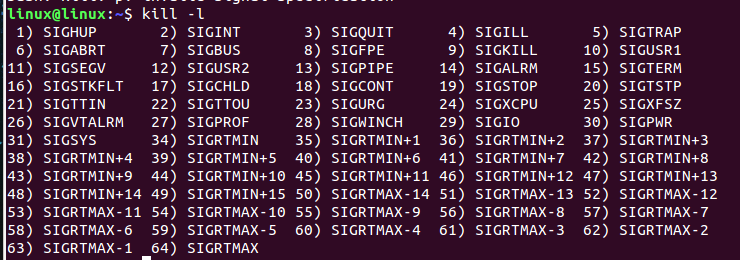 linux@linux:~$ kill -l
 1) SIGHUP       2) SIGINT       3) SIGQUIT      4) SIGILL       5) SIGTRAP
 6) SIGABRT      7) SIGBUS       8) SIGFPE       9) SIGKILL     10) SIGUSR1
11) SIGSEGV     12) SIGUSR2     13) SIGPIPE     14) SIGALRM     15) SIGTERM
16) SIGSTKFLT   17) SIGCHLD     18) SIGCONT     19) SIGSTOP     20) SIGTSTP
21) SIGTTIN     22) SIGTTOU     23) SIGURG      24) SIGXCPU     25) SIGXFSZ
26) SIGVTALRM   27) SIGPROF     28) SIGWINCH    29) SIGIO       30) SIGPWR
31) SIGSYS      34) SIGRTMIN    35) SIGRTMIN+1  36) SIGRTMIN+2  37) SIGRTMIN+3
38) SIGRTMIN+4  39) SIGRTMIN+5  40) SIGRTMIN+6  41) SIGRTMIN+7  42) SIGRTMIN+8
43) SIGRTMIN+9  44) SIGRTMIN+10 45) SIGRTMIN+11 46) SIGRTMIN+12 47) SIGRTMIN+13
48) SIGRTMIN+14 49) SIGRTMIN+15 50) SIGRTMAX-14 51) SIGRTMAX-13 52) SIGRTMAX-12
53) SIGRTMAX-11 54) SIGRTMAX-10 55) SIGRTMAX-9  56) SIGRTMAX-8  57) SIGRTMAX-7
58) SIGRTMAX-6  59) SIGRTMAX-5  60) SIGRTMAX-4  61) SIGRTMAX-3  62) SIGRTMAX-2
63) SIGRTMAX-1  64) SIGRTMAX